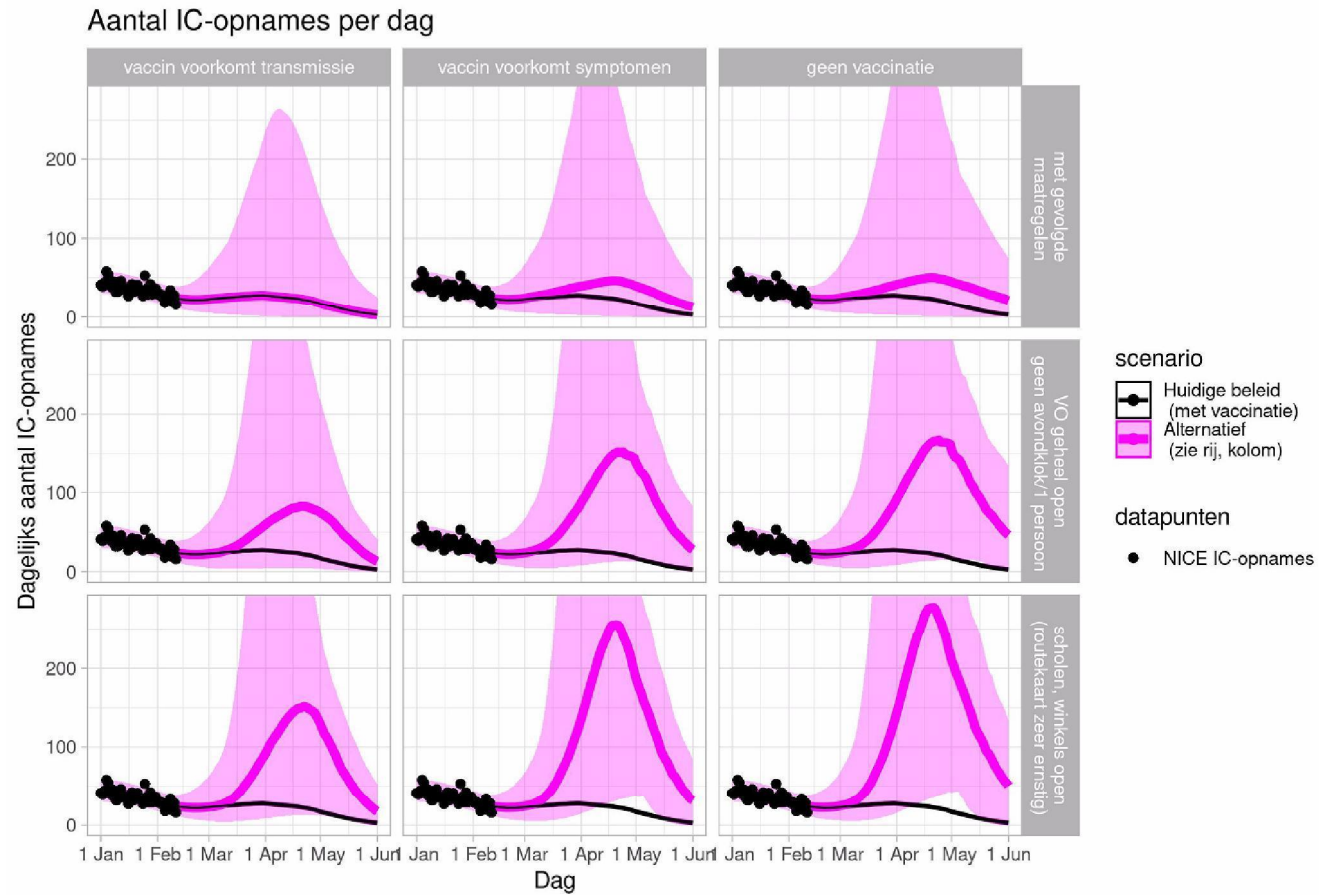 Aantal IC-opnames per dag
vaccin voorkomt transmissie
vaccin voorkomt symptomen
geen vaccinatie
200
100
0
met gevolgde
maatregelen
Dagelijks aantal IC-opnames
200
100
0
VO geheel open
geen avondklok/1 persoon
200
100
0
scholen, winkels open
(routekaart zeer ernstig)
1 Jan 1 Feb 1 Mar 1 Apr 1 May 1 Jun
1 Feb 1 Mar 1 Apr 1 May 1 Jun
1 Feb 1 Mar 1 Apr 1 May 1 Jun
Dag
scenario
Huidige beleid
(met vaccinatie)
Alternatief
(zie rij, kolom)
datapunten
NICE IC-opnames